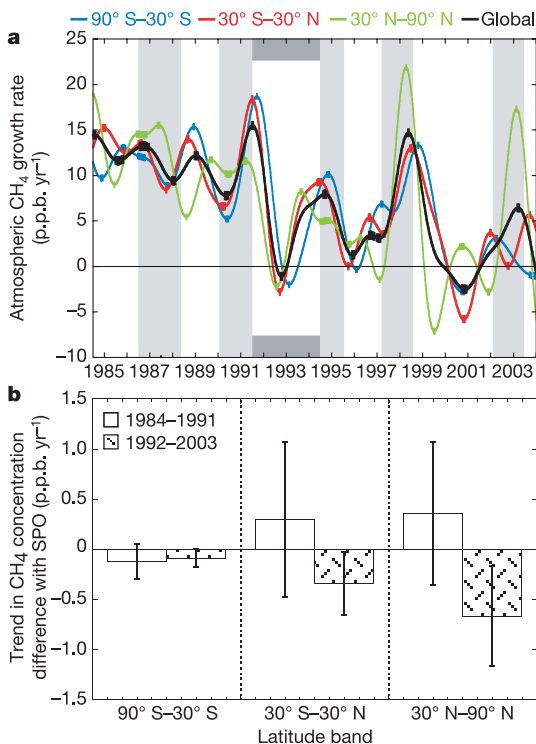 90° S–30° S 30° S–30° N 30° N–90° N Global
a
Atmospheric CH4 growth rate
(p.p.b. yr−1)
25
20
15
10
5
0
−5
−10
1985 1987 1989 1991 1993 1995 1997 1999 2001 2003
b
Trend in CH4 concentration
difference with SPO (p.p.b. yr−1)
1.5
1.0
0.5
0
−0.5
−1.0
−1.5
1984–1991
1992–2003
90° S–30° S 30° S–30° N 30° N–90° N
Latitude band